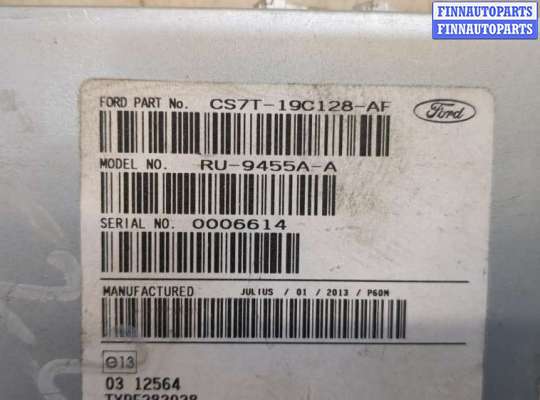 FINNAUTOPARTS
FINNAUTOPARTS
FORD PART No. CS7T-19C128-AF
Ford
MODEL NO. RU-9455A-A
SERIAL NO. 0006614
MANUFACTURED JULIUS / 01 / 2013 / P60M
e13
03 12564